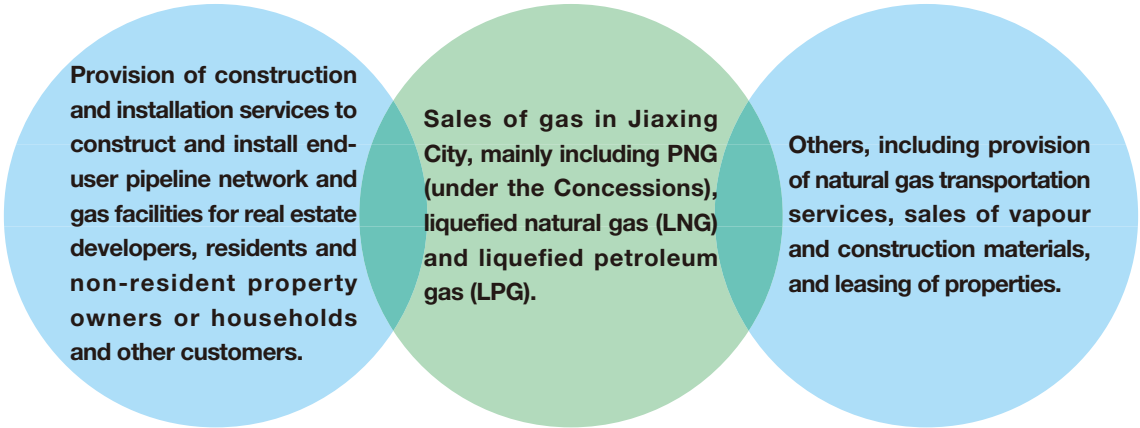 Provision of construction
and installation services to
construct and install end-
user pipeline network and
gas facilities for real estate
developers, residents and
non-resident property
owners or households
and other customers.
Sales of gas in Jiaxing
City, mainly including PNG
(under the Concessions),
liquefied natural gas (LNG)
and liquefied petroleum
gas (LPG).
Others, including provision
of natural gas transportation
services, sales of vapour
and construction materials,
and leasing of properties.